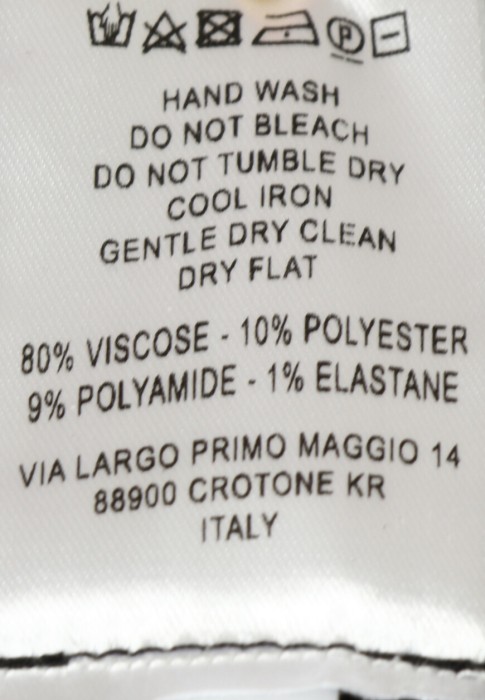 HAND WASH
DO NOT BLEACH
DO NOT TUMBLE DRY
COOL IRON
GENTLE DRY CLEAN
DRY FLAT
80% VISCOSE - 10% POLYESTER
9% POLYAMIDE - 1% ELASTANE
VIA LARGO PRIMO MAGGIO 14
88900 CROTONE KR
ITALY